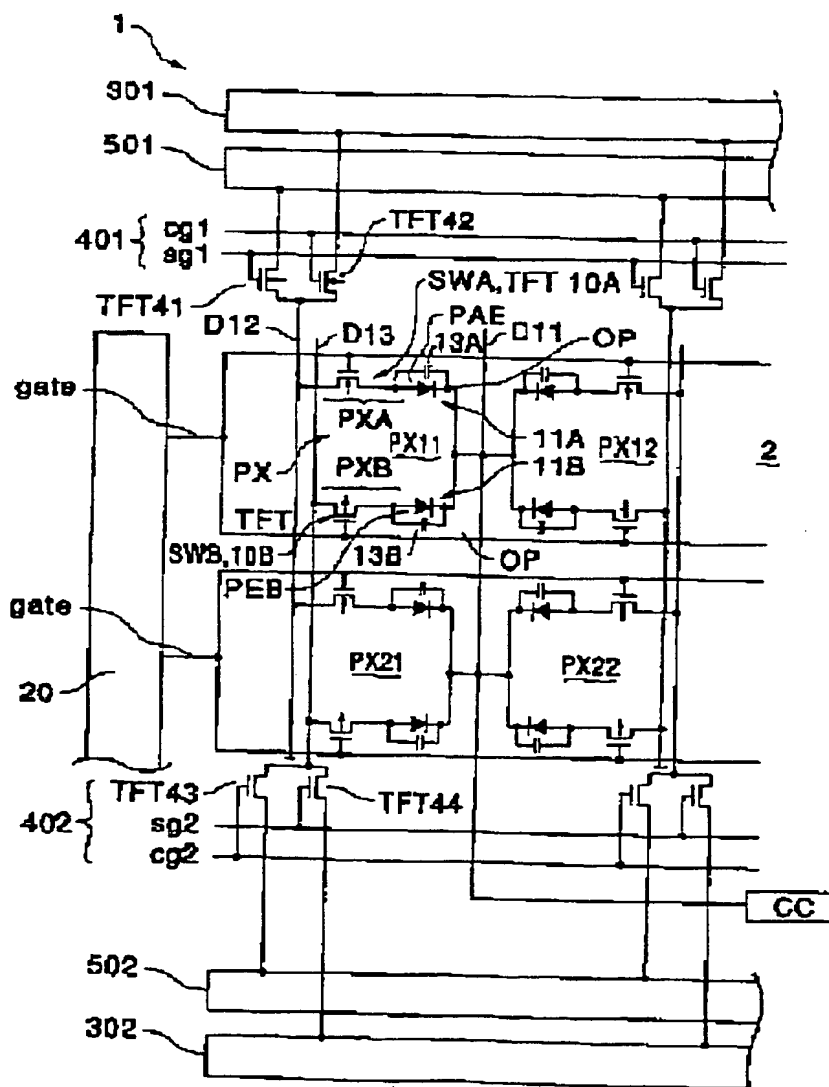 1
301
501
401
cg1
sg1
TFT42
TFT41
SWA,TFT 10A
D12
D13
PAE
13A
D11
OP
gate
PXA
PX11
11A
PX12
2
PX
PXB
11B
TFT
SWB,10B
13B
OP
PEB
gate
PX21
PX22
20
TFT43
TFT44
402
sg2
cg2
CC
502
302